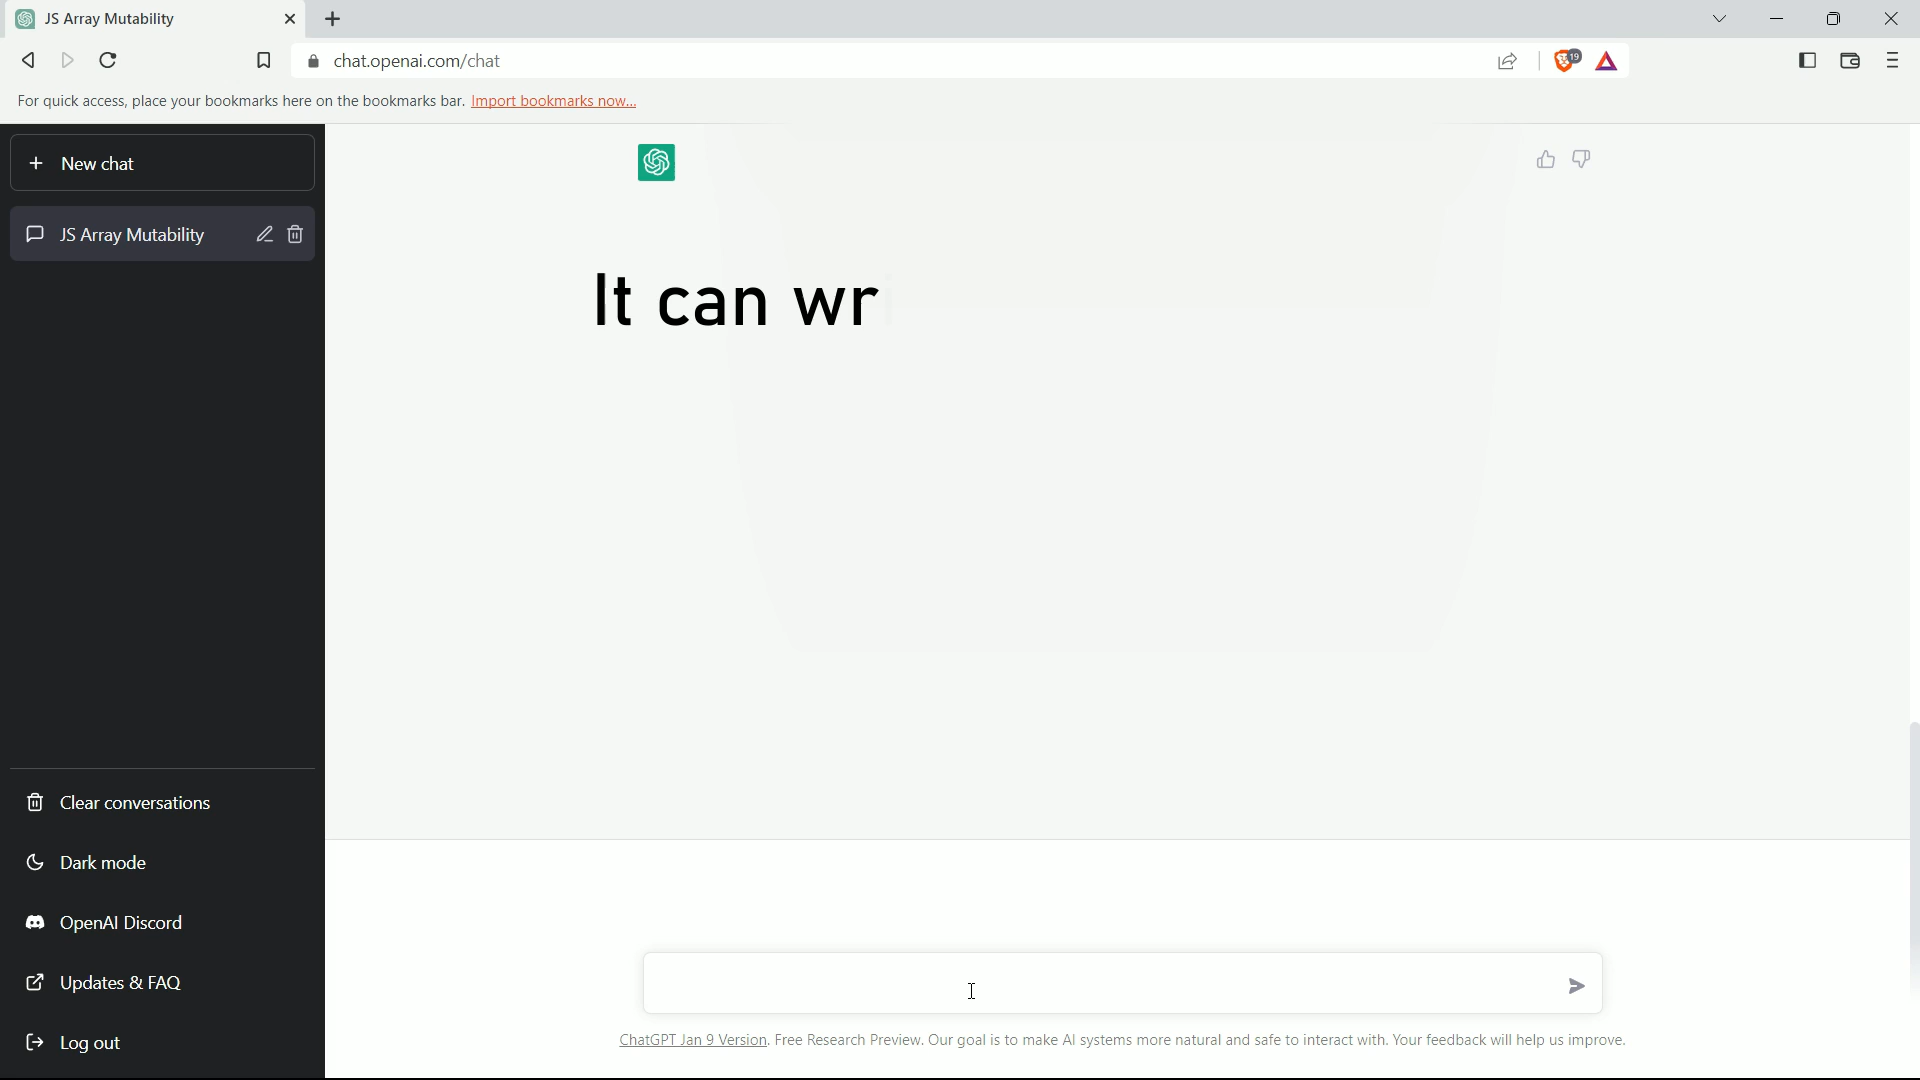 JS Array Mutability
chat.openai.com/chat
19
For quick access, place your bookmarks here on the bookmarks bar. Import bookmarks now...
New chat
JS Array Mutability
It can wr
Clear conversations
Dark mode
OpenAI Discord
Updates & FAQ
Log out
ChatGPT Jan 9 Version. Free Research Preview. Our goal is to make AI systems more natural and safe to interact with. Your feedback will help us improve.